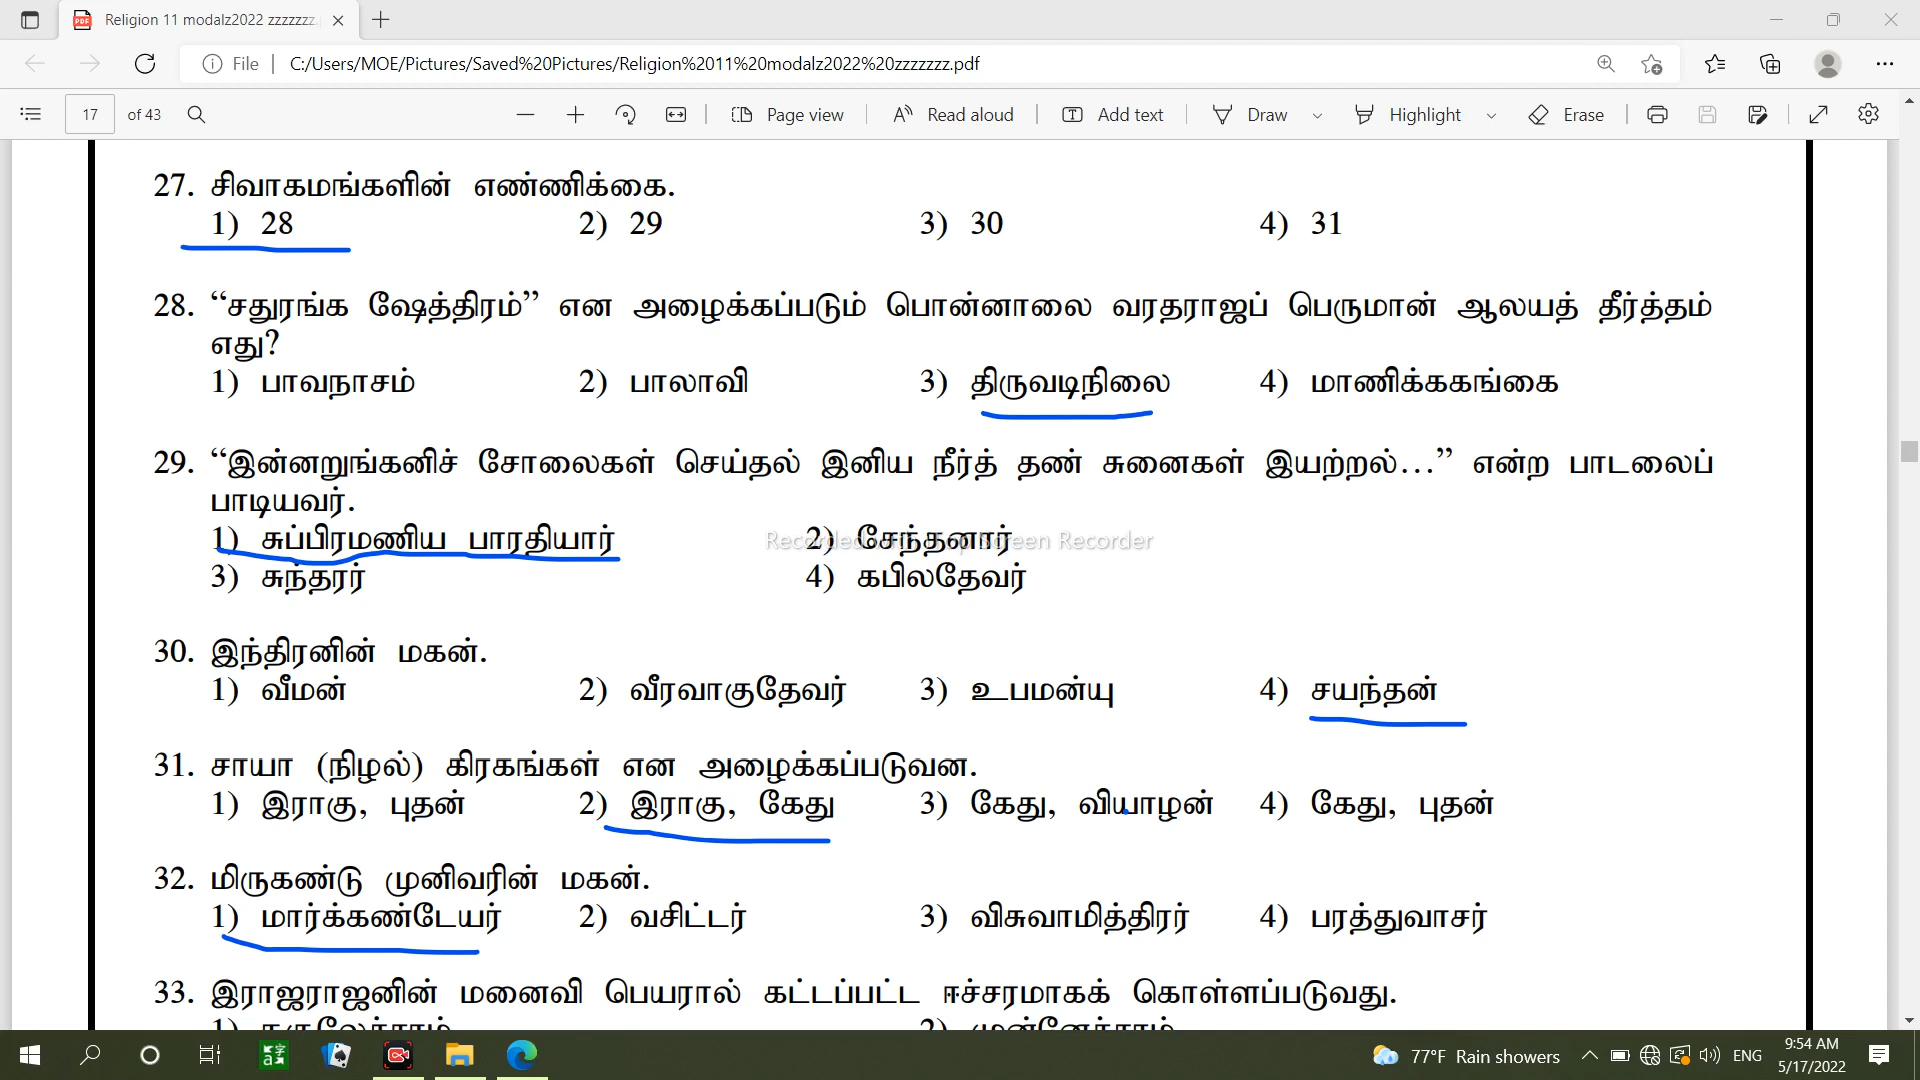 Religion 11 modalz2022 zzzzzzz.
File
C:/Users/MOE/Pictures/Saved%20Pictures/Religion%2011%20modalz2022%20zzzzzzz.pdf
17 of 43
Page view
Read aloud
Add text
Draw
Highlight
Erase
27. சிவாகமங்களின் எண்ணிக்கை.
1) 28 2) 29 3) 30 4) 31
28. “சதுரங்க ஷேத்திரம்” என அழைக்கப்படும் பொன்னாலை வரதராஜப் பெருமான் ஆலயத் தீர்த்தம்
எது?
1) பாவநாசம் 2) பாலாவி 3) திருவடிநிலை 4) மாணிக்ககங்கை
29. “இன்னறுங்கனிச் சோலைகள் செய்தல் இனிய நீர்த் தண் சுனைகள் இயற்றல்...” என்ற பாடலைப்
பாடியவர்.
1) சுப்பிரமணிய பாரதியார் 2) சேந்தனார்
Recorded with Screen Recorder
3) சுந்தரர் 4) கபிலதேவர்
30. இந்திரனின் மகன்.
1) வீமன் 2) வீரவாகுதேவர் 3) உபமன்யு 4) சயந்தன்
31. சாயா (நிழல்) கிரகங்கள் என அழைக்கப்படுவன.
1) இராகு, புதன் 2) இராகு, கேது 3) கேது, வியாழன் 4) கேது, புதன்
32. மிருகண்டு முனிவரின் மகன்.
1) மார்க்கண்டேயர் 2) வசிட்டர் 3) விசுவாமித்திரர் 4) பரத்துவாசர்
33. இராஜராஜனின் மனைவி பெயரால் கட்டப்பட்ட ஈச்சரமாகக் கொள்ளப்படுவது.
77°F Rain showers
ENG
9:54 AM
5/17/2022